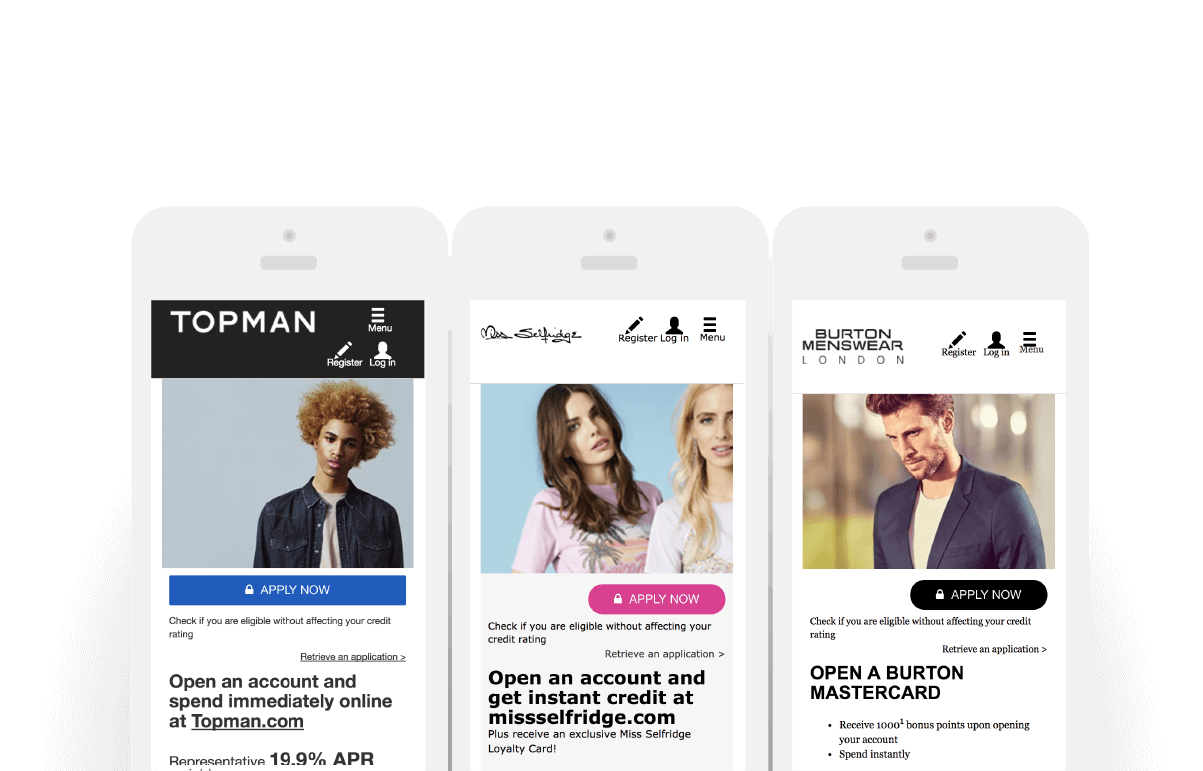 TOPMAN
Menu
Register Log in
APPLY NOW
Check if you are eligible without affecting your credit
rating
Retrieve an application >
Open an account and
spend immediately online
at Topman.com
Representative 19.9% APR
Miss Selfridge
Register Log in Menu
APPLY NOW
Check if you are eligible without affecting your
credit rating
Retrieve an application >
Open an account and
get instant credit at
missselfridge.com
Plus receive an exclusive Miss Selfridge
Loyalty Card!
BURTON
MENSWEAR
LONDON
Register Log in Menu
APPLY NOW
Check if you are eligible without affecting your credit
rating
Retrieve an application >
OPEN A BURTON
MASTERCARD
• Receive 1000¹ bonus points upon opening
your account
• Spend instantly